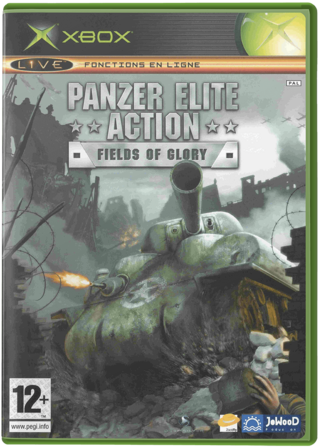 XBOX
LIVE FONCTIONS EN LIGNE
PAL
PANZER ELITE
ACTION
FIELDS OF GLORY
12+
www.pegi.info
JoWooD